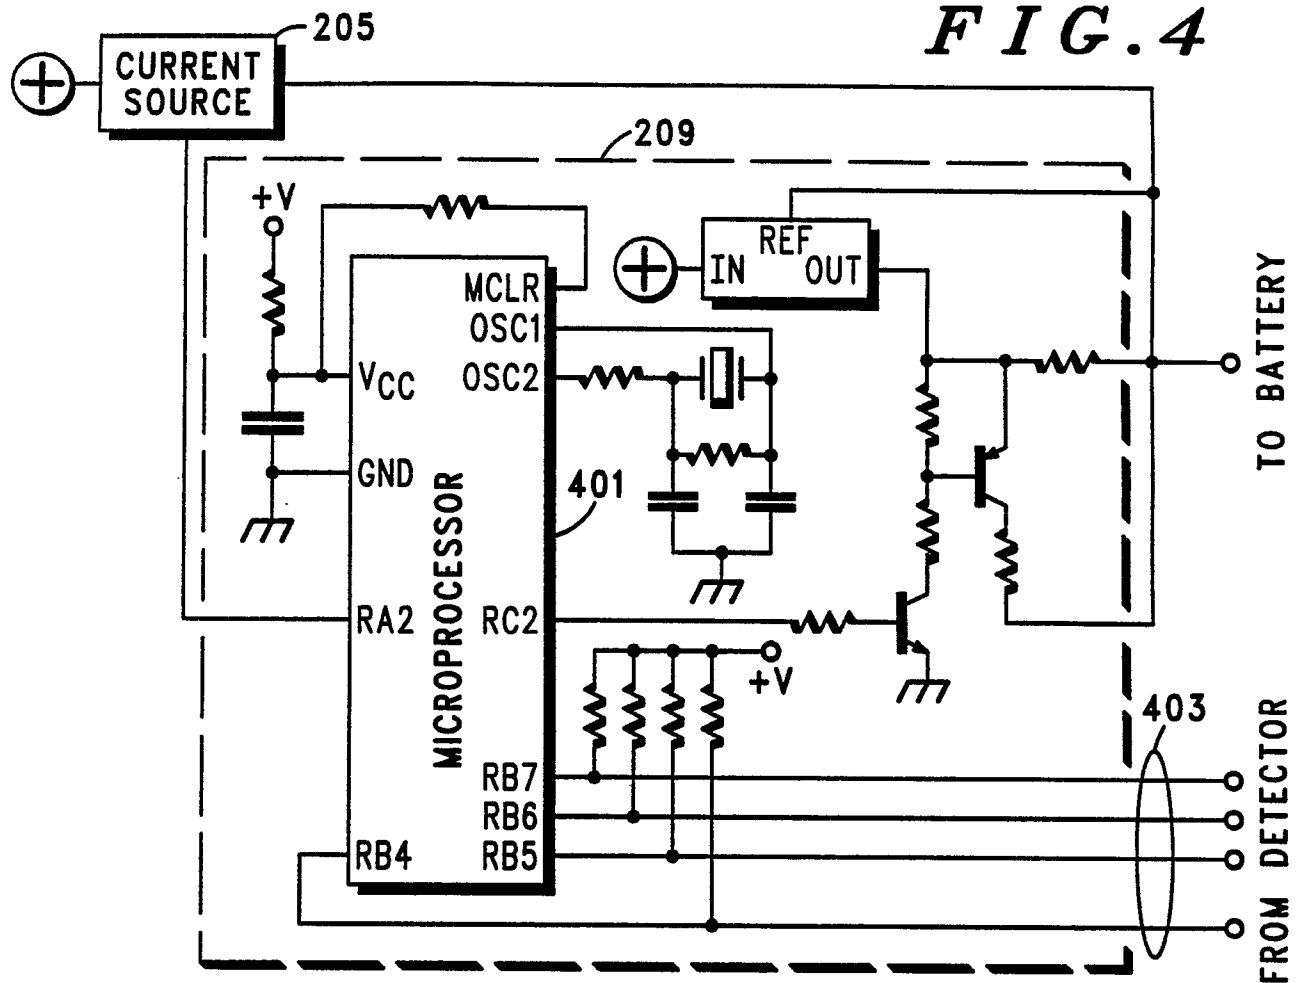 FIG.4
205
CURRENT
SOURCE
209
+V
MCLR
OSC1
OSC2
VCC
GND
MICROPROCESSOR
401
RA2
RC2
RB7
RB6
RB5
RB4
REF
IN
OUT
+V
403
TO BATTERY
FROM DETECTOR